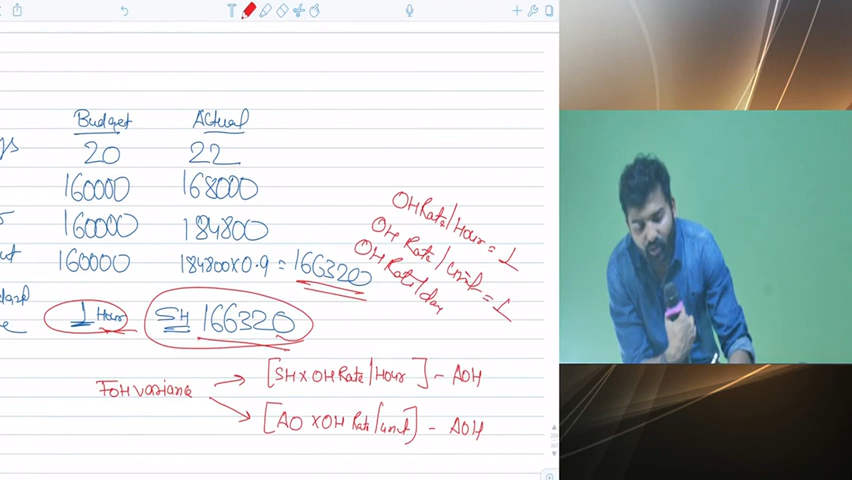 Budget Actual
20 22
160000 168000
160000 184800
160000 184800x0.9 = 166320
1 Hour SH 166320
OH Rate/Hour = 1
OH Rate/unit = 1
OH Rate/day
FOH variance
[SH x OH Rate/Hour] - AOH
[AO x OH Rate/unit] - AOH